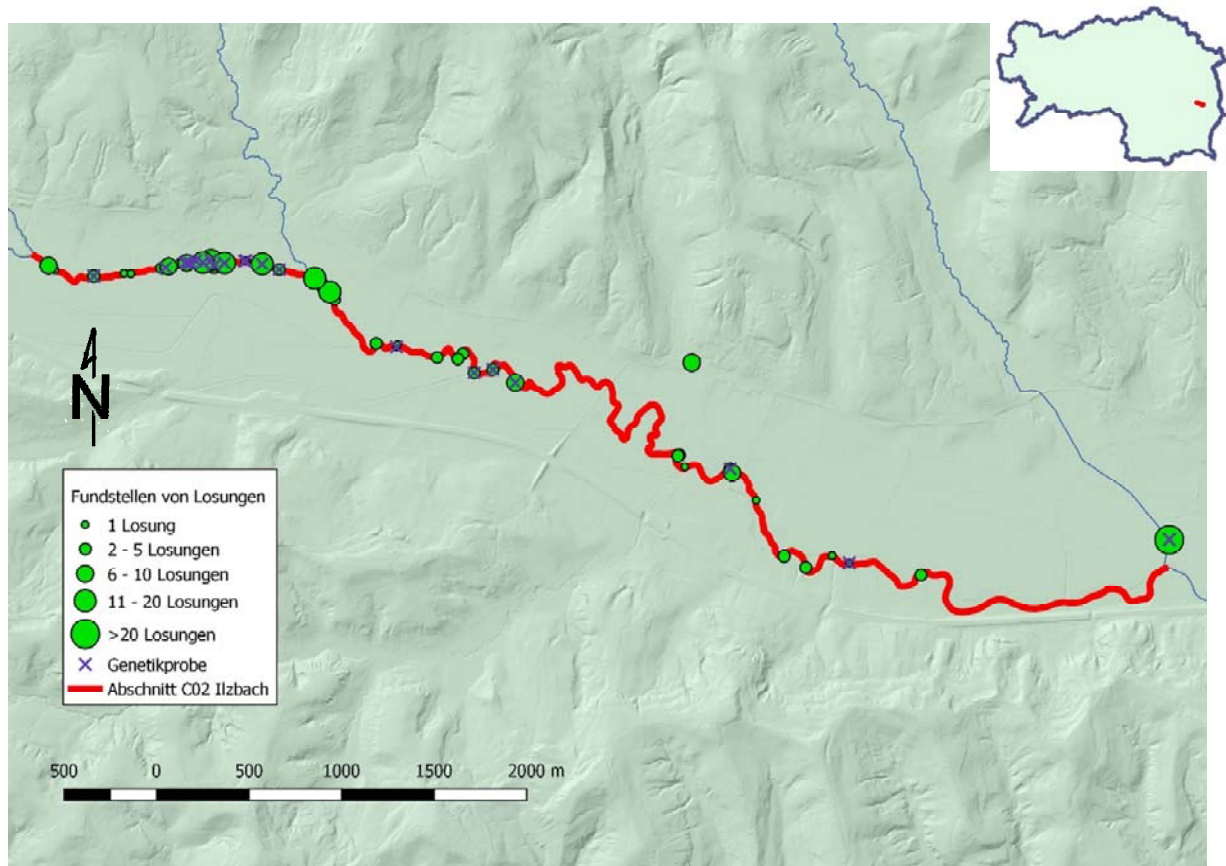 N
Fundstellen von Losungen
1 Losung
2 - 5 Losungen
6 - 10 Losungen
11 - 20 Losungen
>20 Losungen
Genetikprobe
Abschnitt C02 Ilzbach
500 0 500 1000 1500 2000 m